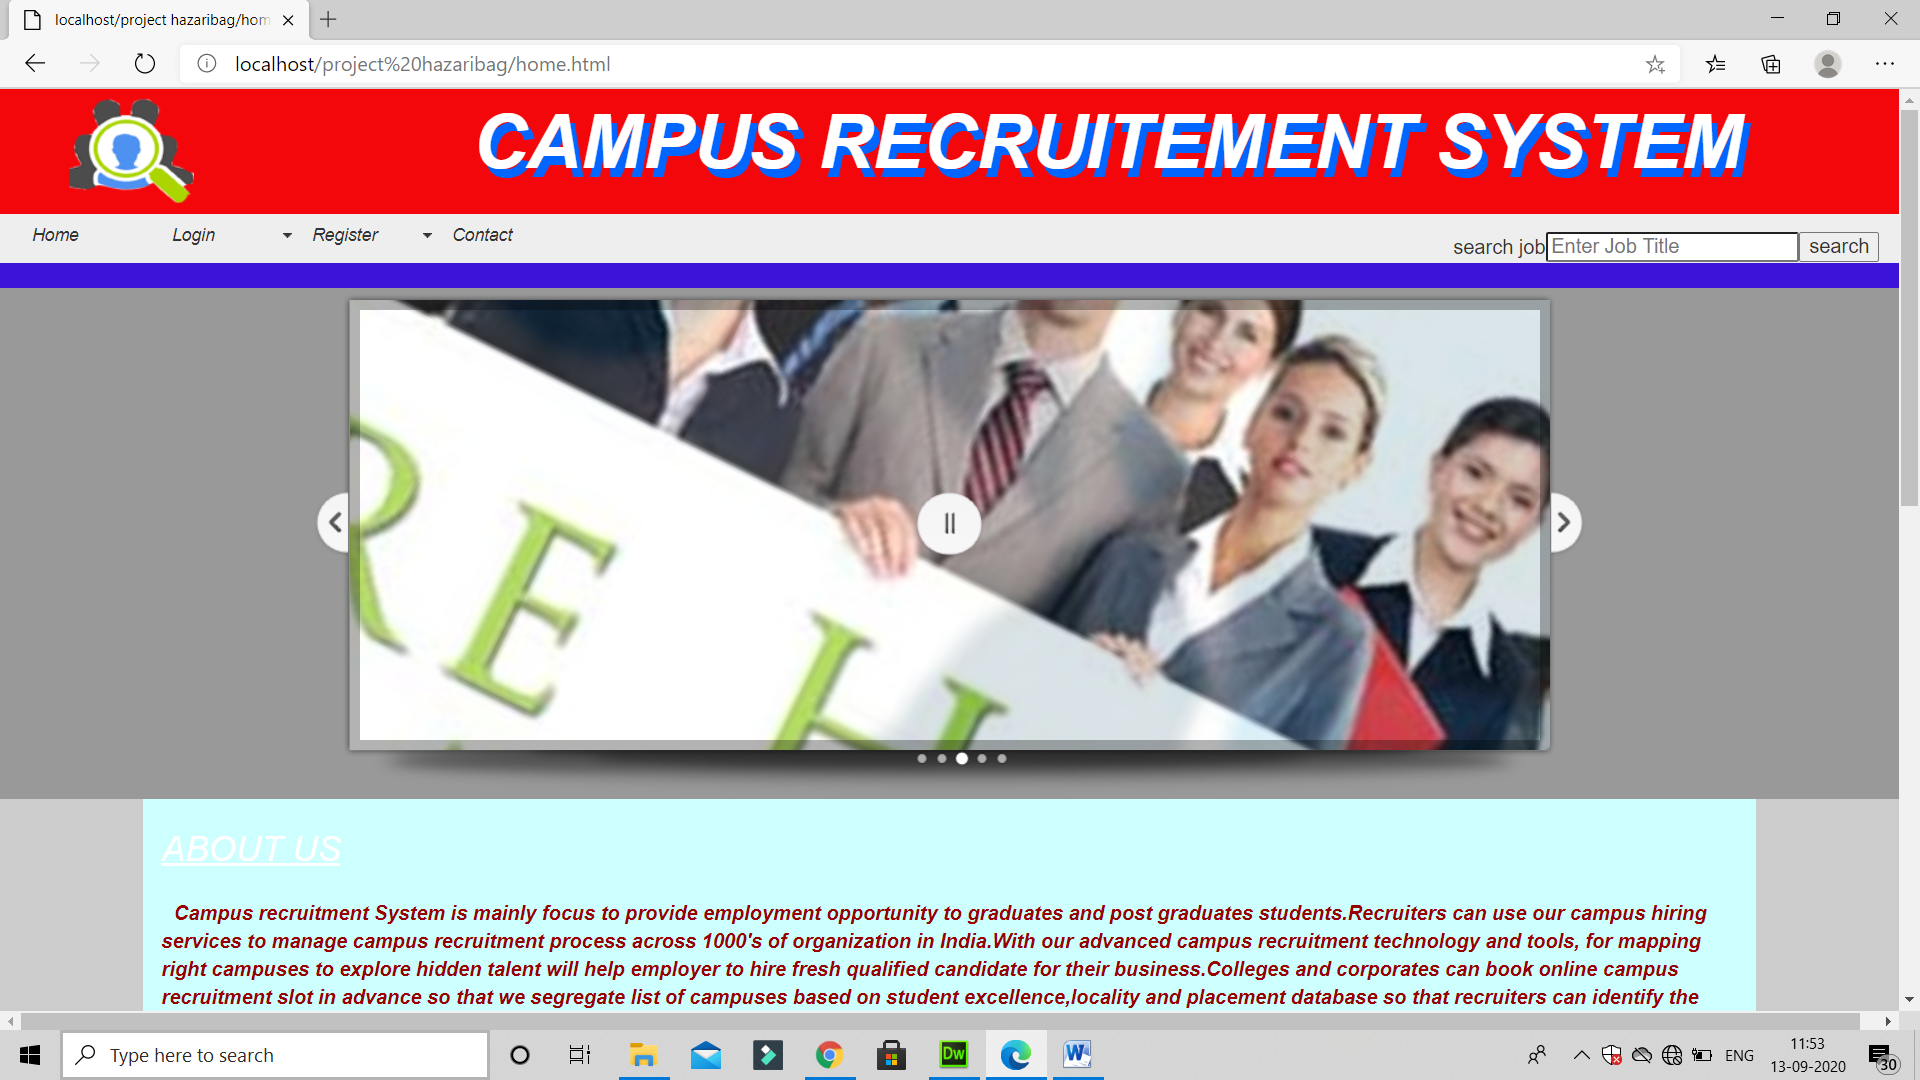 localhost/project hazaribag/hom
localhost/project%20hazaribag/home.html
CAMPUS RECRUITEMENT SYSTEM
Home Login Register Contact
search job Enter Job Title search
RE H
ABOUT US
Campus recruitment System is mainly focus to provide employment opportunity to graduates and post graduates students.Recruiters can use our campus hiring
services to manage campus recruitment process across 1000's of organization in India.With our advanced campus recruitment technology and tools, for mapping
right campuses to explore hidden talent will help employer to hire fresh qualified candidate for their business.Colleges and corporates can book online campus
recruitment slot in advance so that we segregate list of campuses based on student excellence,locality and placement database so that recruiters can identify the
Type here to search
Dw
W
ENG
11:53
13-09-2020
30